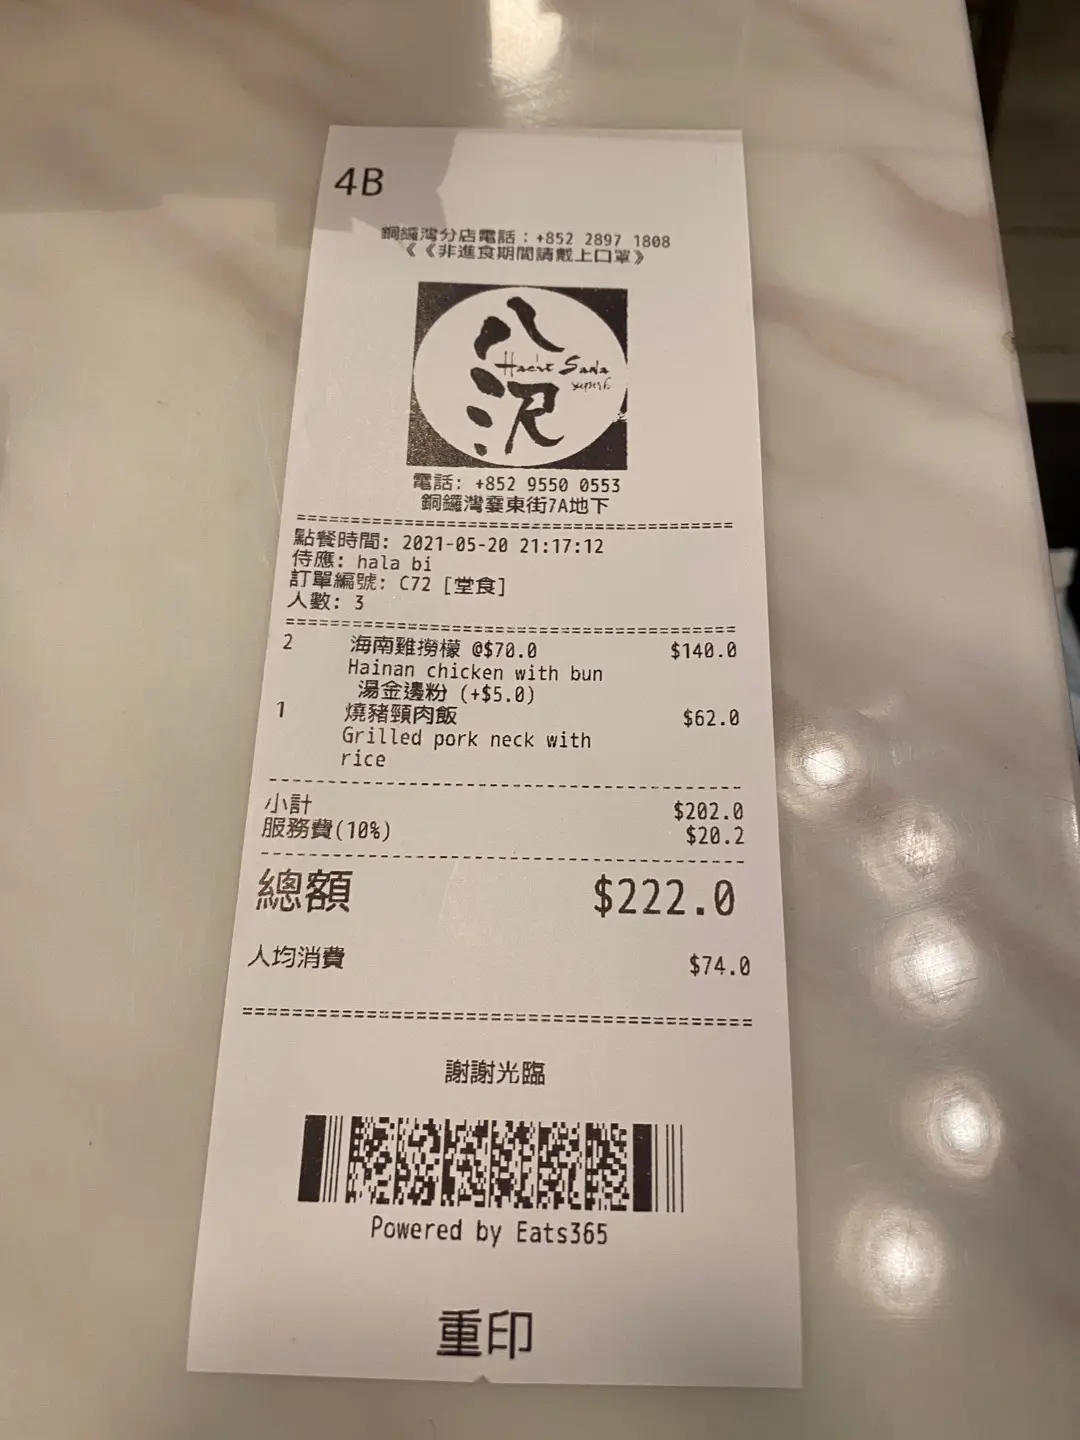 4B
銅鑼灣分店電話：+852 2897 1808
《《非進食期間請戴上口罩》
八沢
Hachi Sawa
superb
電話: +852 9550 0553
銅鑼灣耀東街7A地下
========================================
點餐時間: 2021-05-20 21:17:12
侍應: hala bi
訂單編號: C72 [堂食]
人數: 3
========================================
2 海南雞撈檬 @$70.0 $140.0
Hainan chicken with bun
湯金邊粉 (+$5.0)
1 燒豬頸肉飯 $62.0
Grilled pork neck with
rice
小計 $202.0
服務費(10%) $20.2
總額 $222.0
人均消費 $74.0
========================================
謝謝光臨
Powered by Eats365
重印